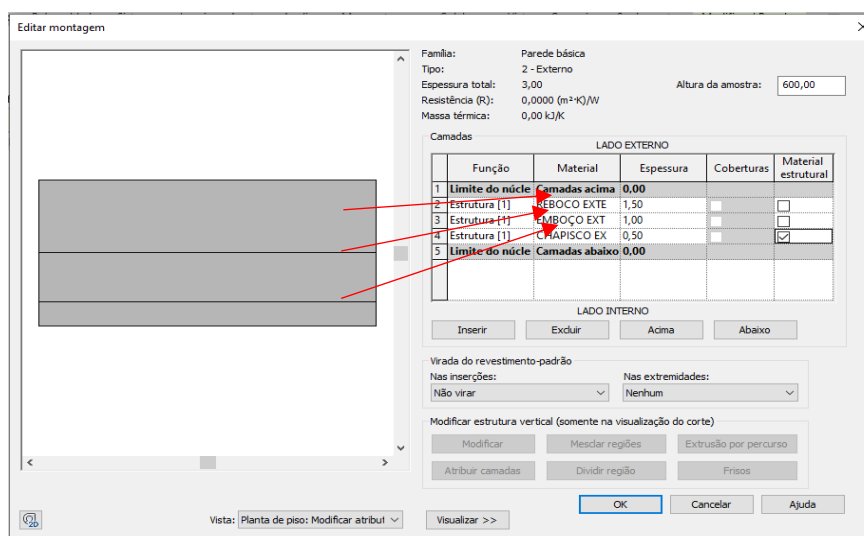 Editar montagem
Família: Parede básica
Tipo: 2 - Externo
Espessura total: 3,00 Altura da amostra: 600,00
Resistência (R): 0,0000 (m²·K)/W
Massa térmica: 0,00 kJ/K
Camadas
LADO EXTERNO
Função Material Espessura Coberturas Material estrutural
1 Limite do núcle Camadas acima 0,00
2 Estrutura [1] REBOCO EXTE 1,50
3 Estrutura [1] EMBOÇO EXT 1,00
4 Estrutura [1] CHAPISCO EX 0,50
5 Limite do núcle Camadas abaixo 0,00
LADO INTERNO
Inserir Excluir Acima Abaixo
Virada do revestimento-padrão
Nas inserções: Nas extremidades:
Não virar Nenhum
Modificar estrutura vertical (somente na visualização do corte)
Modificar Mesclar regiões Extrusão por percurso
Atribuir camadas Dividir região Frisos
OK Cancelar Ajuda
2D Vista: Planta de piso: Modificar atribut Visualizar >>